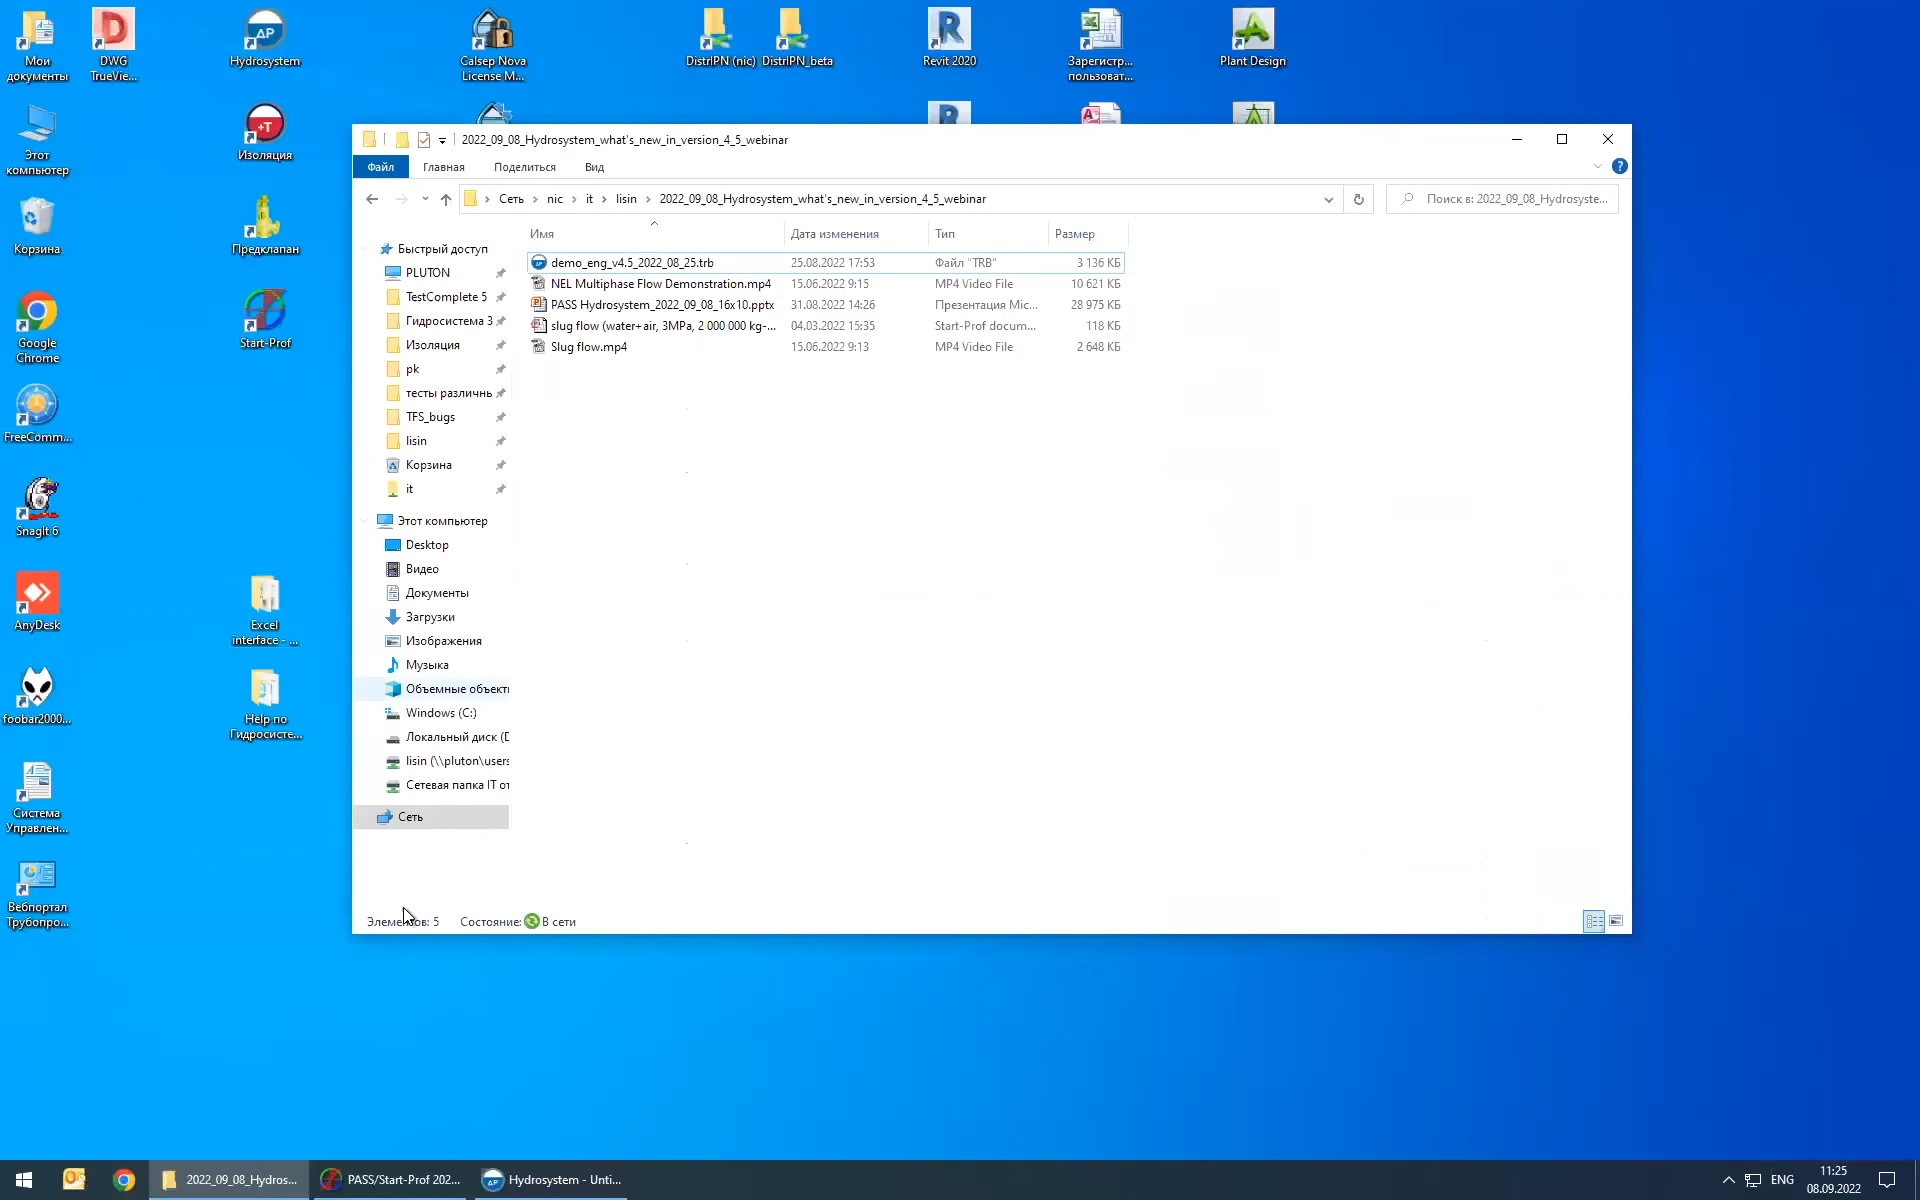 Мои
документы
DWG
TrueVie...
Hydrosystem
Calsep Nova
License M...
DistrIPN (nic)
DistrIPN_beta
Revit 2020
Зарегистр...
пользоват...
Plant Design
Этот
компьютер
Изоляция
Корзина
Предклапан
Google
Chrome
Start-Prof
FreeComm...
SnagIt 6
AnyDesk
Excel
interface - ...
foobar2000...
Help по
Гидросисте...
Система
Управлен...
Вебпортал
Трубопро...
2022_09_08_Hydrosystem_what's_new_in_version_4_5_webinar
Файл Главная Поделиться Вид
Сеть › nic › it › lisin › 2022_09_08_Hydrosystem_what's_new_in_version_4_5_webinar
Поиск в: 2022_09_08_Hydrosyste...
Имя Дата изменения Тип Размер
demo_eng_v4.5_2022_08_25.trb 25.08.2022 17:53 Файл "TRB" 3 136 КБ
NEL Multiphase Flow Demonstration.mp4 15.06.2022 9:15 MP4 Video File 10 621 КБ
PASS Hydrosystem_2022_09_08_16x10.pptx 31.08.2022 14:26 Презентация Mic... 28 975 КБ
slug flow (water+air, 3MPa, 2 000 000 kg-... 04.03.2022 15:35 Start-Prof docum... 118 КБ
Slug flow.mp4 15.06.2022 9:13 MP4 Video File 2 648 КБ
Быстрый доступ
PLUTON
TestComplete 5
Гидросистема 3
Изоляция
pk
тесты различнь
TFS_bugs
lisin
Корзина
it
Этот компьютер
Desktop
Видео
Документы
Загрузки
Изображения
Музыка
Объемные объекты
Windows (C:)
Локальный диск (D
lisin (\\pluton\users
Сетевая папка IT от
Сеть
Элементов: 5 Состояние: В сети
2022_09_08_Hydros...
PASS/Start-Prof 202...
Hydrosystem - Unti...
ENG
11:25
08.09.2022